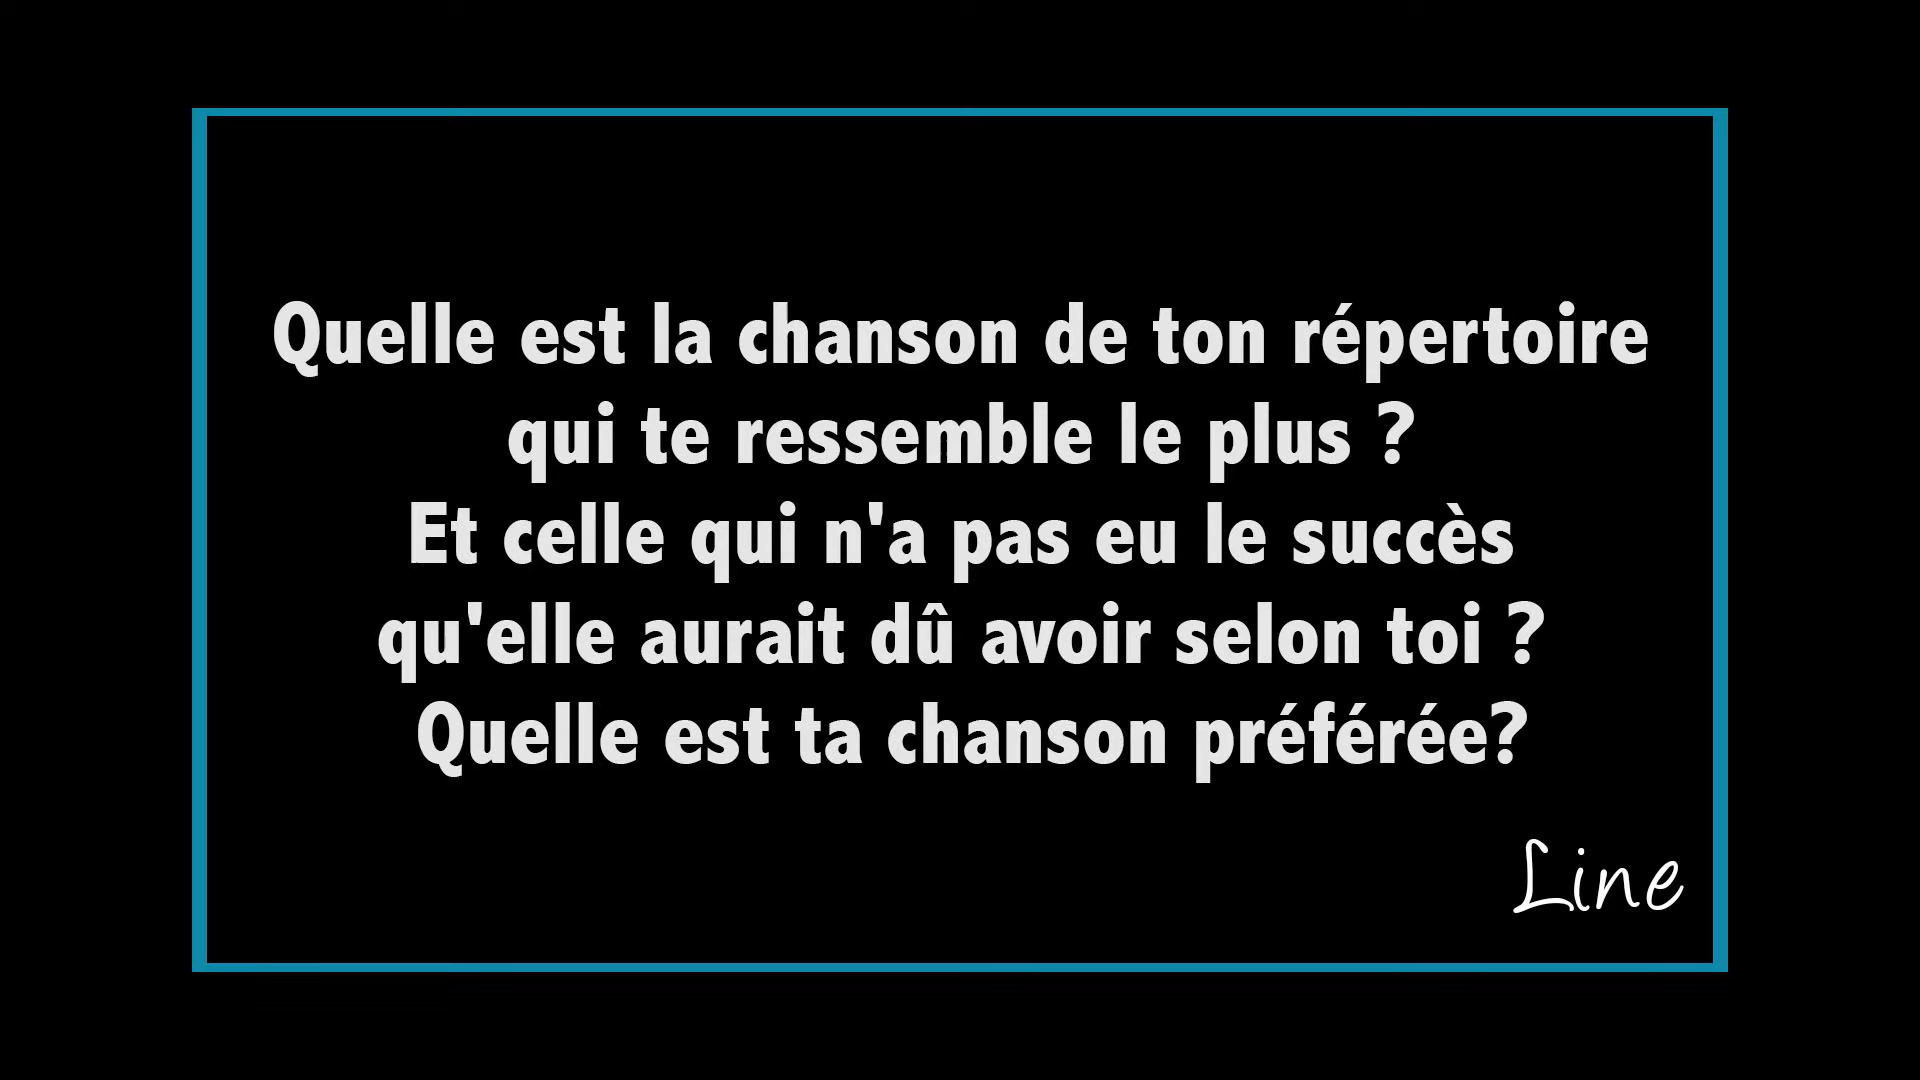 Quelle est la chanson de ton répertoire
qui te ressemble le plus ?
Et celle qui n'a pas eu le succès
qu'elle aurait dû avoir selon toi ?
Quelle est ta chanson préférée?
Line